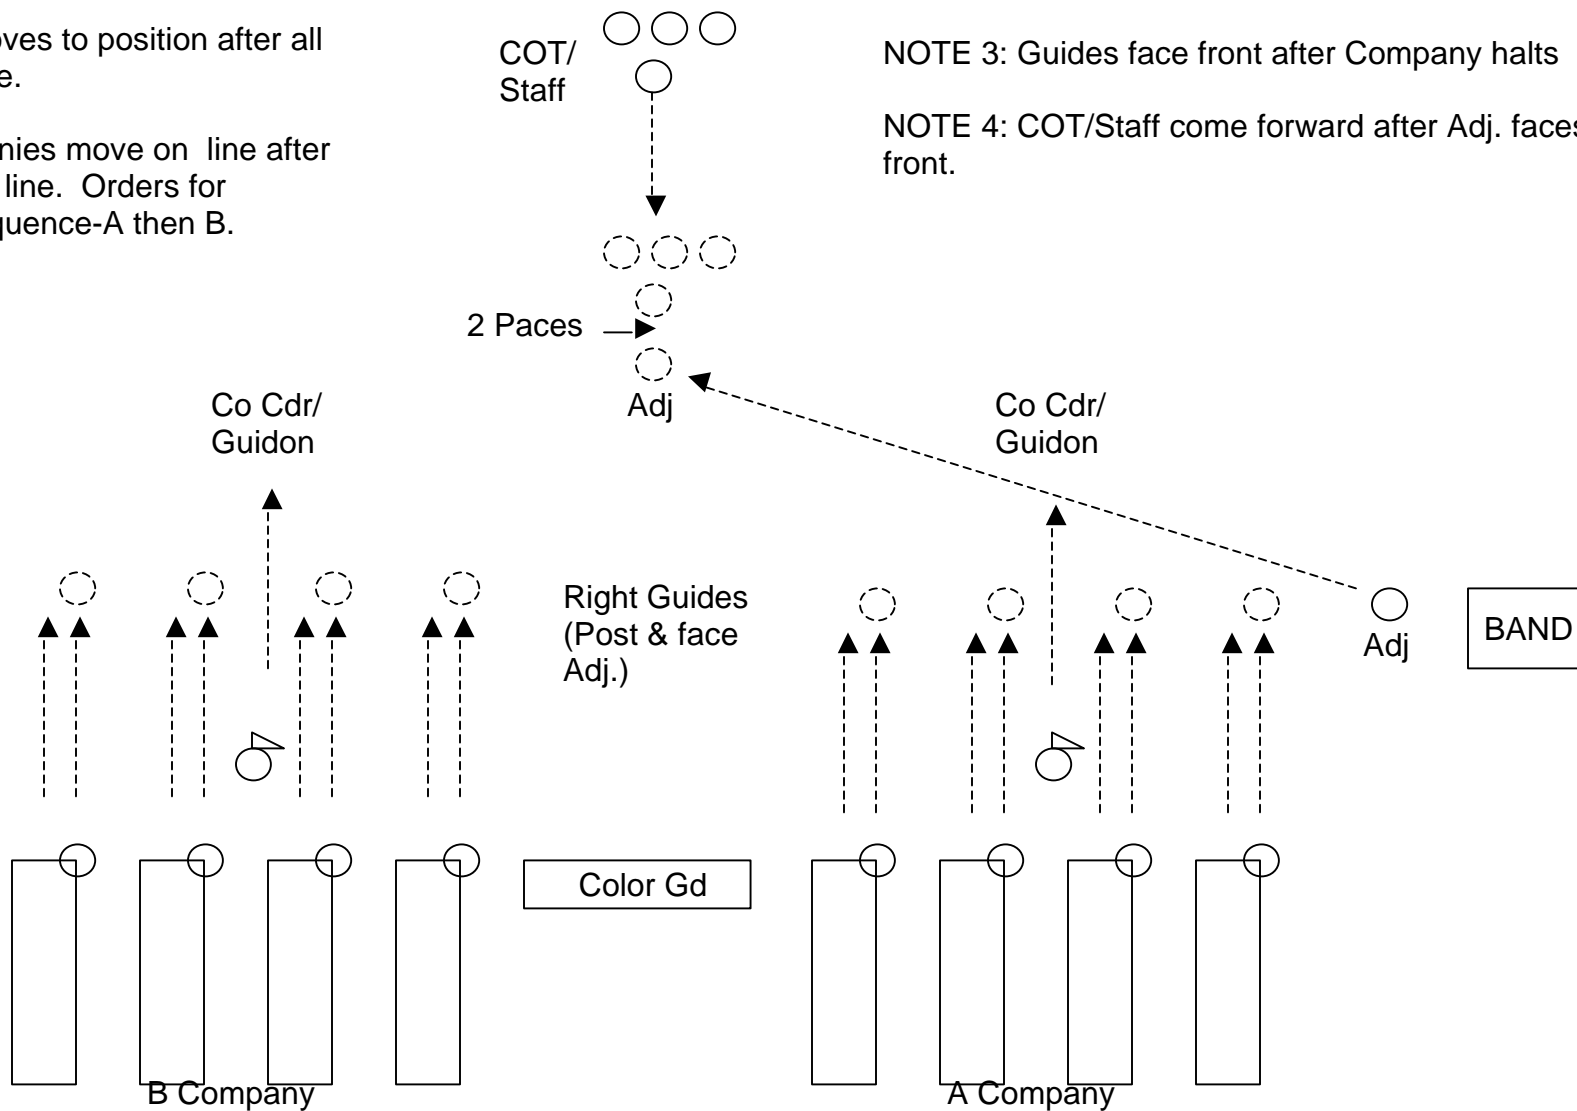 oves to position after all
e.
nies move on line after
line. Orders for
quence-A then B.
COT/
Staff
NOTE 3: Guides face front after Company halts
NOTE 4: COT/Staff come forward after Adj. faces
front.
2 Paces
Adj
Co Cdr/
Guidon
Co Cdr/
Guidon
Right Guides
(Post & face
Adj.)
Adj
BAND
Color Gd
B Company
A Company